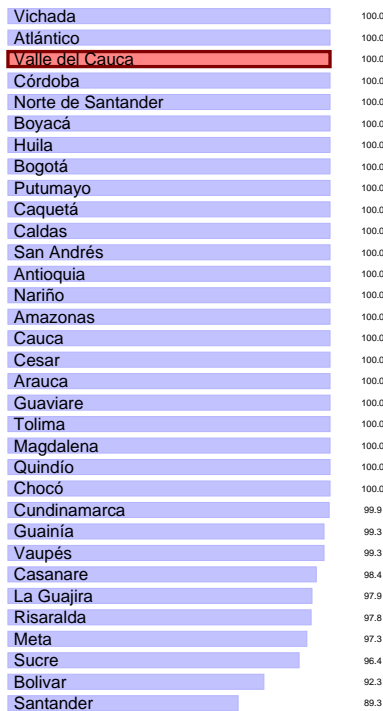 Vichada 100.0
Atlántico 100.0
Valle del Cauca 100.0
Córdoba 100.0
Norte de Santander 100.0
Boyacá 100.0
Huila 100.0
Bogotá 100.0
Putumayo 100.0
Caquetá 100.0
Caldas 100.0
San Andrés 100.0
Antioquia 100.0
Nariño 100.0
Amazonas 100.0
Cauca 100.0
Cesar 100.0
Arauca 100.0
Guaviare 100.0
Tolima 100.0
Magdalena 100.0
Quindío 100.0
Chocó 100.0
Cundinamarca 99.9
Guainía 99.3
Vaupés 99.3
Casanare 98.4
La Guajira 97.9
Risaralda 97.8
Meta 97.3
Sucre 96.4
Bolivar 92.3
Santander 89.3